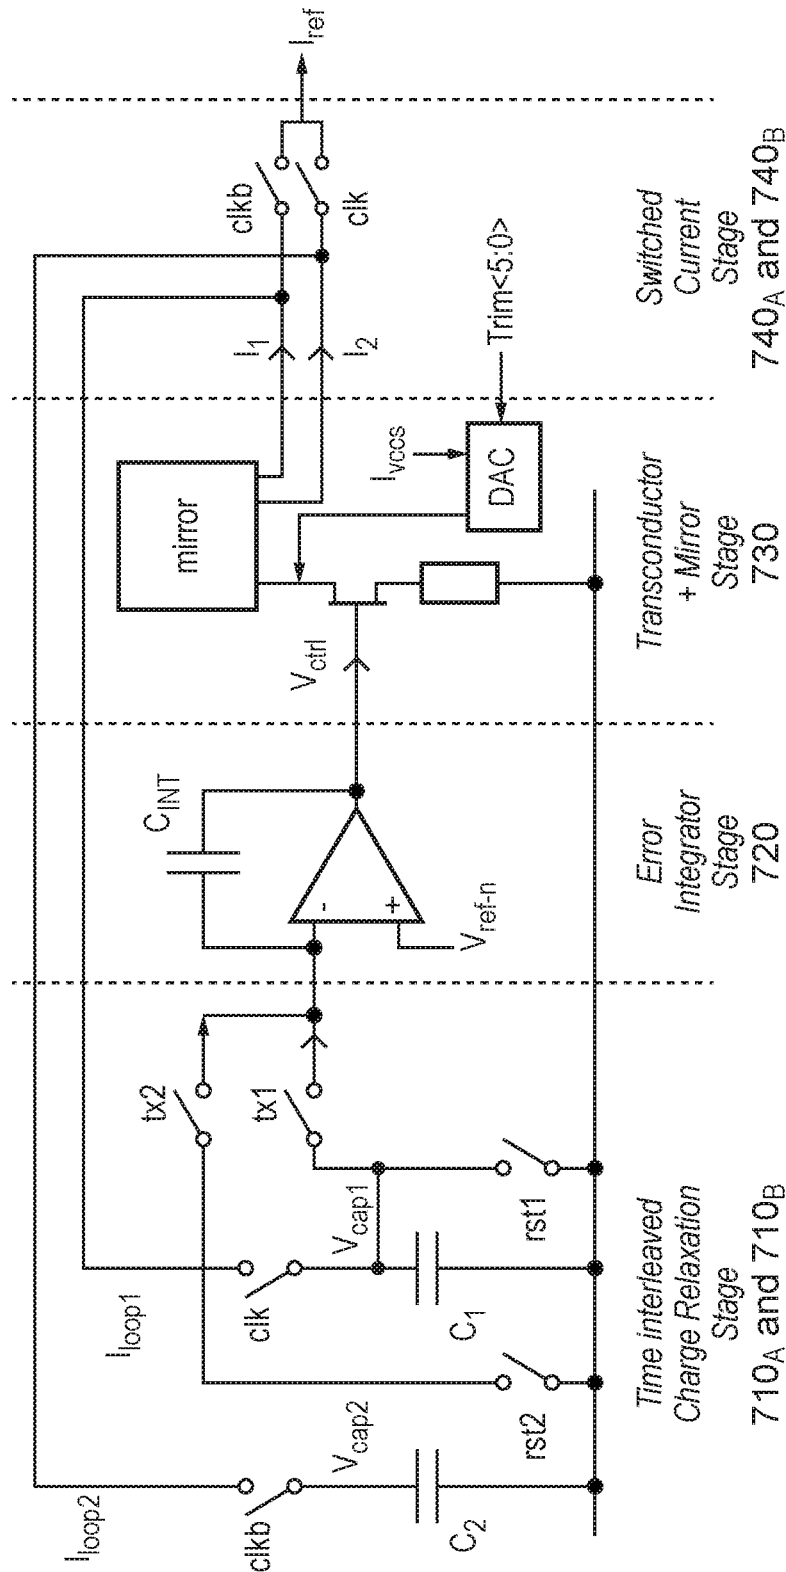 I_loop2
I_loop1
clkb
V_cap2
C_2
rst2
clk
V_cap1
C_1
rst1
tx2
tx1
C_INT
-
+
V_ref-n
V_ctrl
mirror
I_vccs
DAC
Trim<5:0>
I_1
I_2
clkb
clk
I_ref
Time interleaved
Charge Relaxation
Stage
710_A and 710_B
Error
Integrator
Stage
720
Transconductor
+ Mirror
Stage
730
Switched
Current
Stage
740_A and 740_B